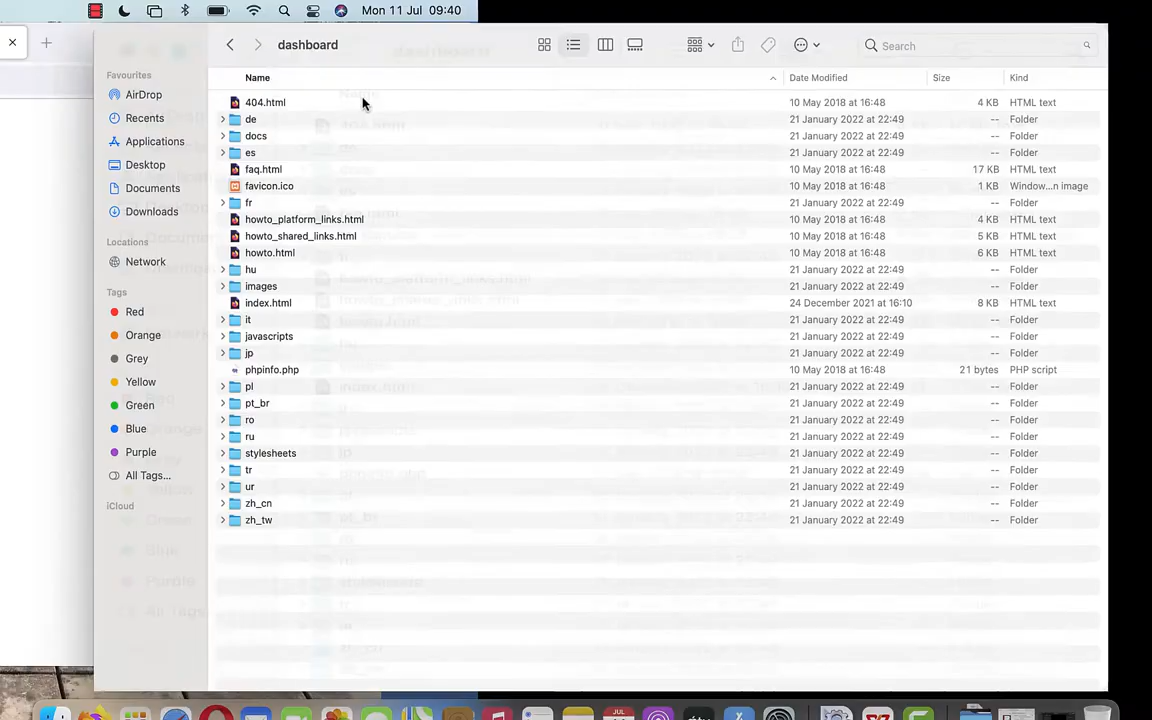 Mon 11 Jul 09:40
dashboard
Search
Favourites
AirDrop
Recents
Applications
Desktop
Documents
Downloads
Locations
Network
Tags
Red
Orange
Grey
Yellow
Green
Blue
Purple
All Tags...
iCloud
Name Date Modified Size Kind
404.html 10 May 2018 at 16:48 4 KB HTML text
de 21 January 2022 at 22:49 -- Folder
docs 21 January 2022 at 22:49 -- Folder
es 21 January 2022 at 22:49 -- Folder
faq.html 10 May 2018 at 16:48 17 KB HTML text
favicon.ico 10 May 2018 at 16:48 1 KB Window...n image
fr 21 January 2022 at 22:49 -- Folder
howto_platform_links.html 10 May 2018 at 16:48 4 KB HTML text
howto_shared_links.html 10 May 2018 at 16:48 5 KB HTML text
howto.html 10 May 2018 at 16:48 6 KB HTML text
hu 21 January 2022 at 22:49 -- Folder
images 21 January 2022 at 22:49 -- Folder
index.html 24 December 2021 at 16:10 8 KB HTML text
it 21 January 2022 at 22:49 -- Folder
javascripts 21 January 2022 at 22:49 -- Folder
jp 21 January 2022 at 22:49 -- Folder
phpinfo.php 10 May 2018 at 16:48 21 bytes PHP script
pl 21 January 2022 at 22:49 -- Folder
pt_br 21 January 2022 at 22:49 -- Folder
ro 21 January 2022 at 22:49 -- Folder
ru 21 January 2022 at 22:49 -- Folder
stylesheets 21 January 2022 at 22:49 -- Folder
tr 21 January 2022 at 22:49 -- Folder
ur 21 January 2022 at 22:49 -- Folder
zh_cn 21 January 2022 at 22:49 -- Folder
zh_tw 21 January 2022 at 22:49 -- Folder
JUL